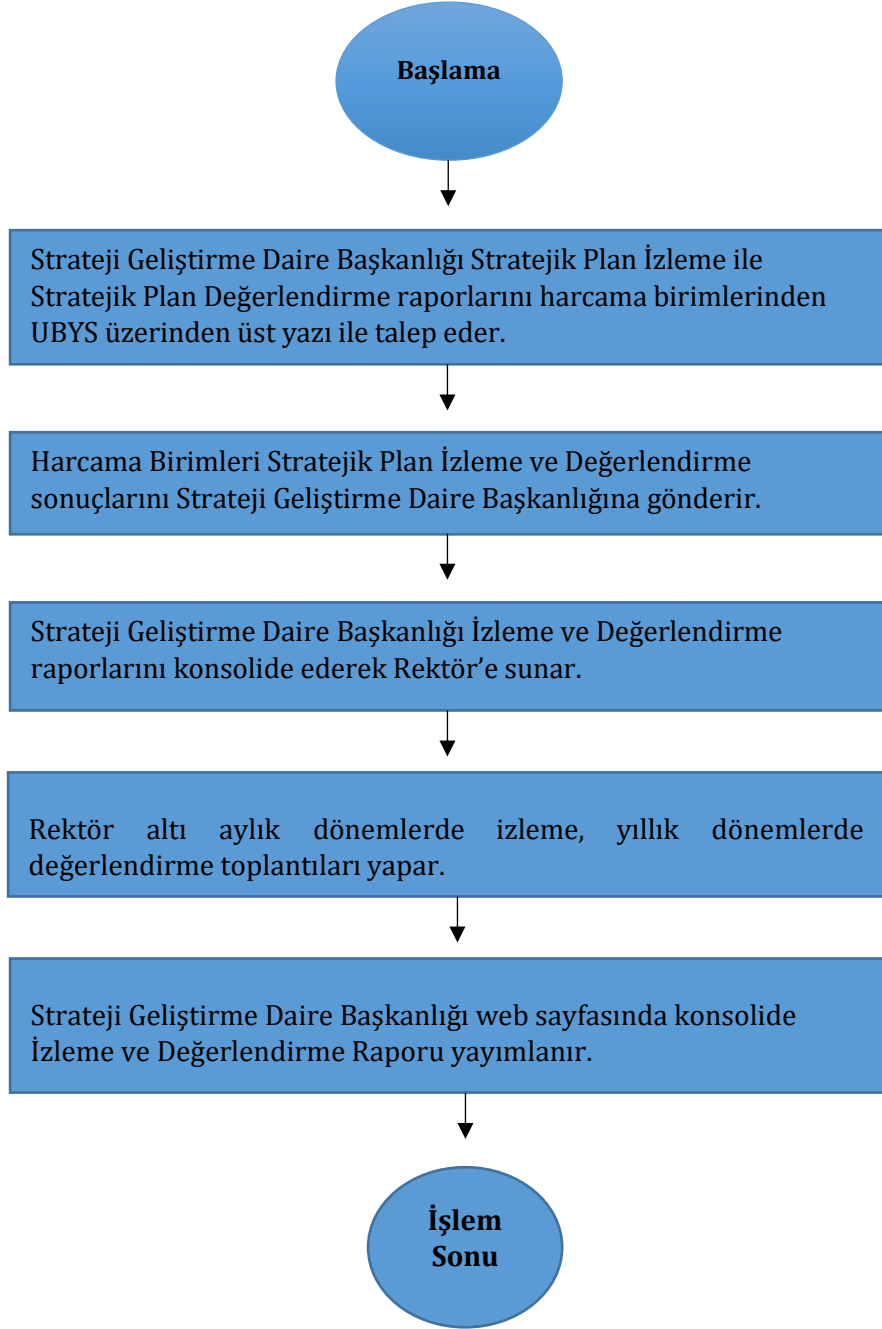 Başlama
Strateji Geliştirme Daire Başkanlığı Stratejik Plan İzleme ile
Stratejik Plan Değerlendirme raporlarını harcama birimlerinden
UBYS üzerinden üst yazı ile talep eder.
Harcama Birimleri Stratejik Plan İzleme ve Değerlendirme
sonuçlarını Strateji Geliştirme Daire Başkanlığına gönderir.
Strateji Geliştirme Daire Başkanlığı İzleme ve Değerlendirme
raporlarını konsolide ederek Rektör’e sunar.
Rektör altı aylık dönemlerde izleme, yıllık dönemlerde
değerlendirme toplantıları yapar.
Strateji Geliştirme Daire Başkanlığı web sayfasında konsolide
İzleme ve Değerlendirme Raporu yayımlanır.
İşlem
Sonu